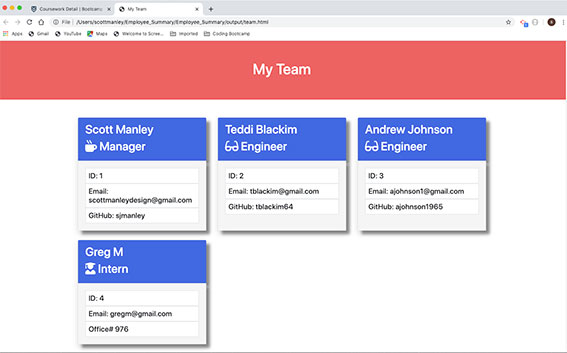 Coursework Detail | Bootcamp
My Team
File | /Users/scottmanley/Employee_Summary/Employee_Summary/output/team.html
Apps
Gmail
YouTube
Maps
Welcome to Scree...
Imported
Coding Bootcamp
My Team
Scott Manley
Manager
ID: 1
Email:
scottmanleydesign@gmail.com
GitHub: sjmanley
Teddi Blackim
Engineer
ID: 2
Email: tblackim@gmail.com
GitHub: tblackim64
Andrew Johnson
Engineer
ID: 3
Email: ajohnson1@gmail.com
GitHub: ajohnson1965
Greg M
Intern
ID: 4
Email: gregm@gmail.com
Office# 976